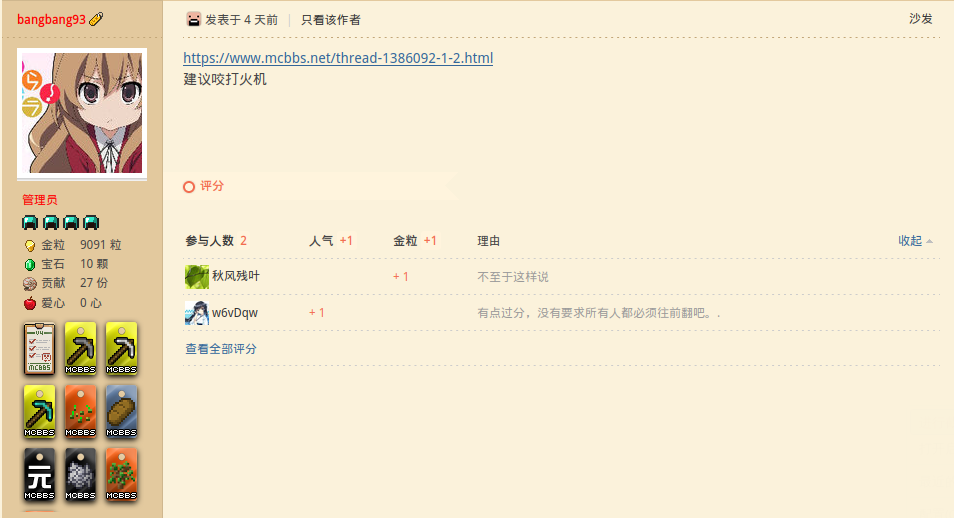 bangbang93
发表于 4 天前 | 只看该作者
沙发
https://www.mcbbs.net/thread-1386092-1-2.html
建议咬打火机
ら
!
ラ
管理员
金粒 9091 粒
宝石 10 颗
贡献 27 份
爱心 0 心
MCBBS
MCBBS
MCBBS
MCBBS
MCBBS
MCBBS
元
MCBBS
MCBBS
MCBBS
评分
参与人数 2 人气 +1 金粒 +1 理由 收起
秋风残叶 + 1 不至于这样说
w6vDqw + 1 有点过分，没有要求所有人都必须往前翻吧。.
查看全部评分